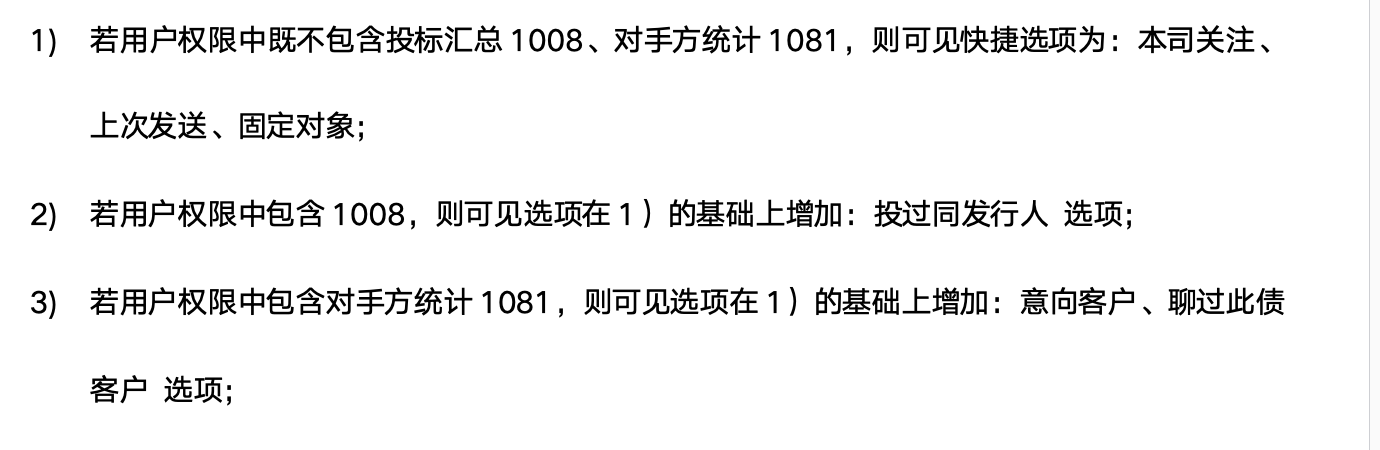 1) 若用户权限中既不包含投标汇总 1008、对手方统计 1081，则可见快捷选项为：本司关注、
上次发送、固定对象；
2) 若用户权限中包含 1008，则可见选项在 1）的基础上增加：投过同发行人 选项；
3) 若用户权限中包含对手方统计 1081，则可见选项在 1）的基础上增加：意向客户、聊过此债
客户 选项；